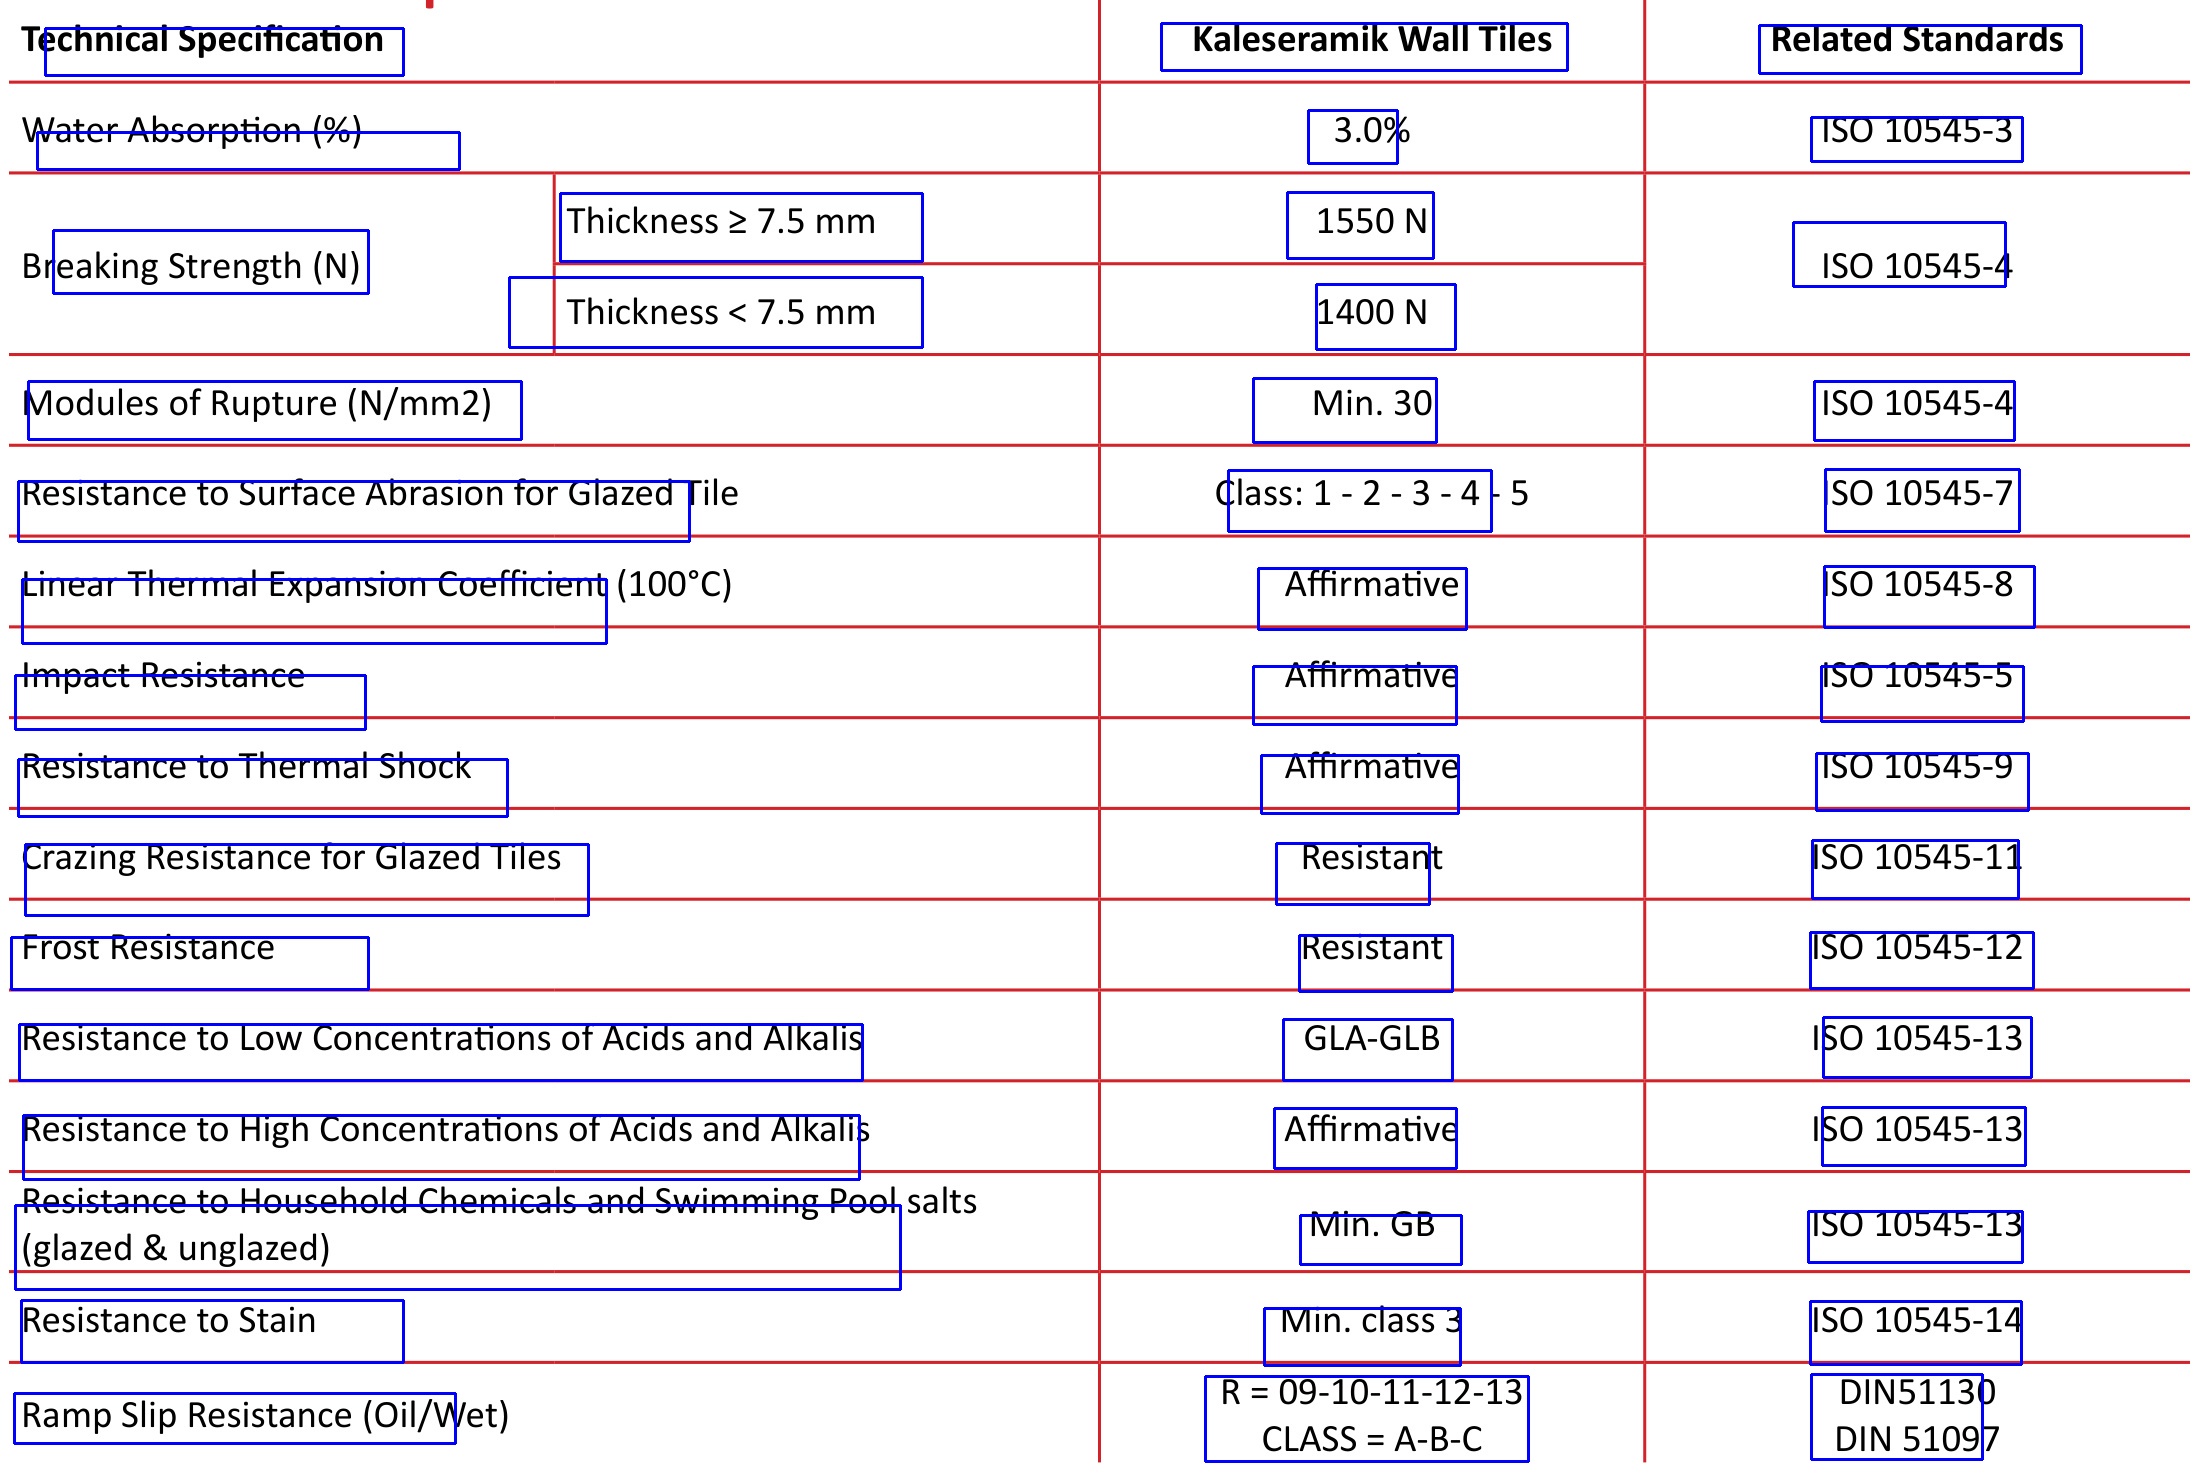 Technical Specification Kaleseramik Wall Tiles Related Standards
Water Absorption (%) 3.0% ISO 10545-3
Breaking Strength (N) Thickness ≥ 7.5 mm 1550 N ISO 10545-4
Thickness < 7.5 mm 1400 N
Modules of Rupture (N/mm2) Min. 30 ISO 10545-4
Resistance to Surface Abrasion for Glazed Tile Class: 1 - 2 - 3 - 4 - 5 ISO 10545-7
Linear Thermal Expansion Coefficient (100°C) Affirmative ISO 10545-8
Impact Resistance Affirmative ISO 10545-5
Resistance to Thermal Shock Affirmative ISO 10545-9
Crazing Resistance for Glazed Tiles Resistant ISO 10545-11
Frost Resistance Resistant ISO 10545-12
Resistance to Low Concentrations of Acids and Alkalis GLA-GLB ISO 10545-13
Resistance to High Concentrations of Acids and Alkalis Affirmative ISO 10545-13
Resistance to Household Chemicals and Swimming Pool salts
(glazed & unglazed) Min. GB ISO 10545-13
Resistance to Stain Min. class 3 ISO 10545-14
Ramp Slip Resistance (Oil/Wet) R = 09-10-11-12-13 DIN51130
CLASS = A-B-C DIN 51097